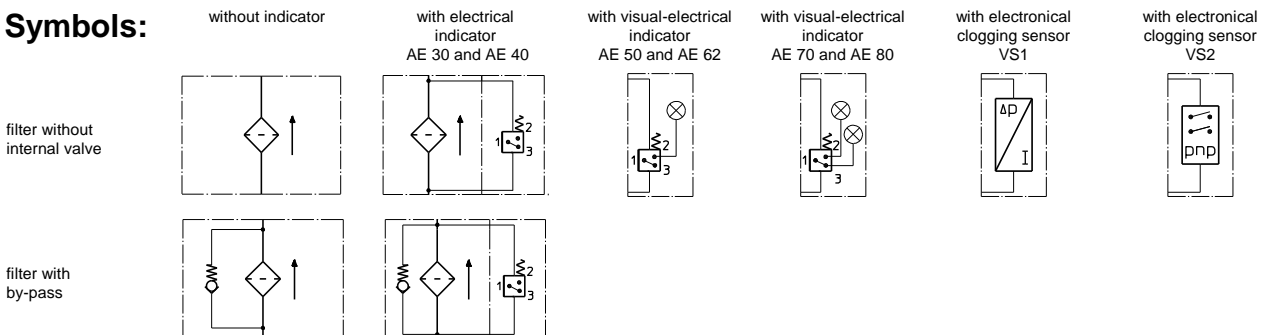 Symbols:
without indicator
with electrical
indicator
AE 30 and AE 40
with visual-electrical
indicator
AE 50 and AE 62
with visual-electrical
indicator
AE 70 and AE 80
with electronical
clogging sensor
VS1
with electronical
clogging sensor
VS2
filter without
internal valve
1
2
3
1
2
3
1
2
3
Δp
I
pnp
filter with
by-pass
1
2
3